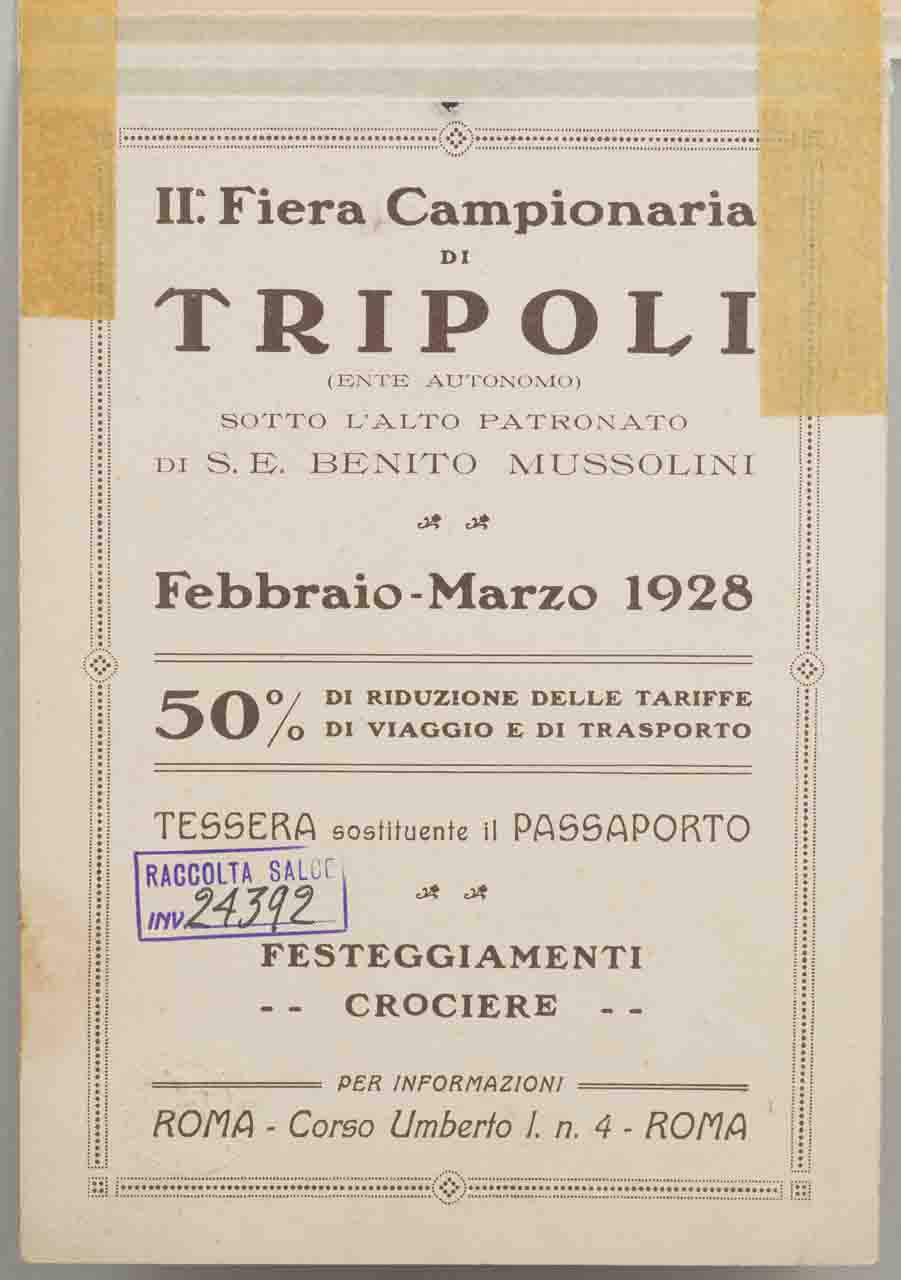 IIª. Fiera Campionaria
DI
TRIPOLI
(ENTE AUTONOMO)
SOTTO L'ALTO PATRONATO
DI S. E. BENITO MUSSOLINI
Febbraio-Marzo 1928
50% DI RIDUZIONE DELLE TARIFFE
DI VIAGGIO E DI TRASPORTO
TESSERA sostituente il PASSAPORTO
RACCOLTA SALCE
INV. 24392
FESTEGGIAMENTI
-- CROCIERE --
PER INFORMAZIONI
ROMA - Corso Umberto I. n. 4 - ROMA